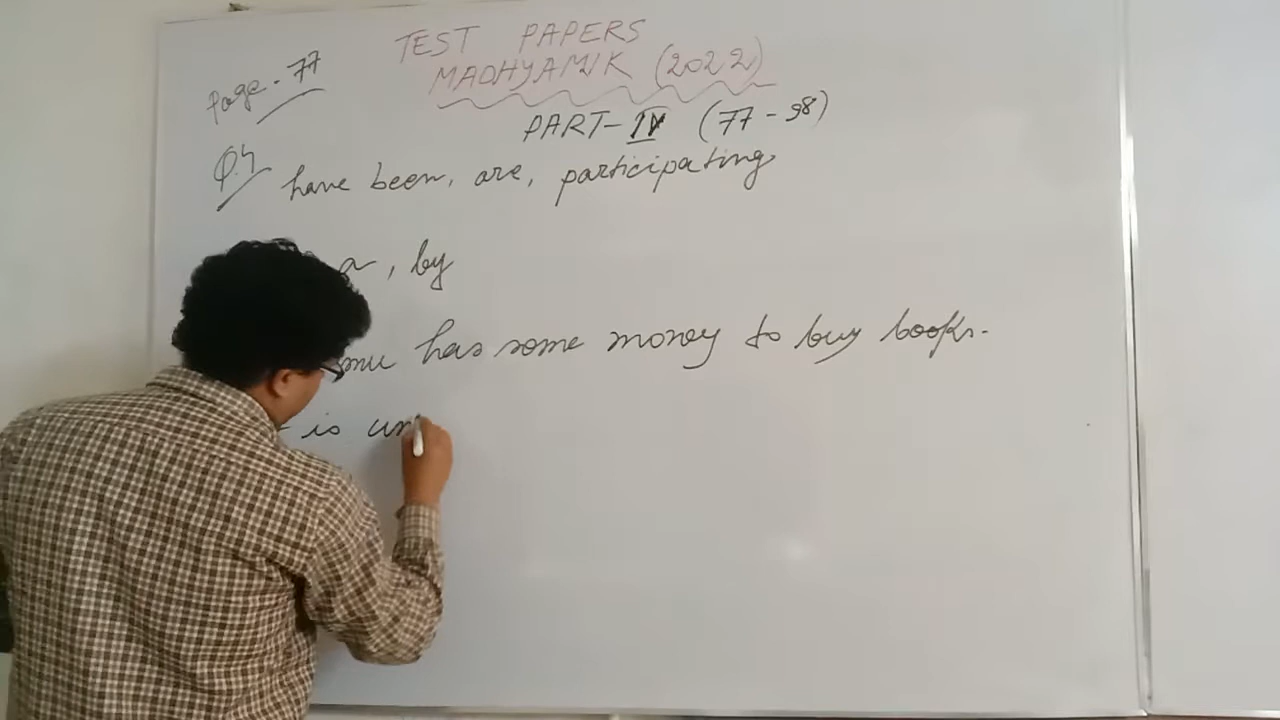 TEST PAPERS
MADHYAMIK (2022)
Page - 77
PART-IV (77 - 98)
Q.4 have been, are, participating
a, by
has some money to buy books.
is